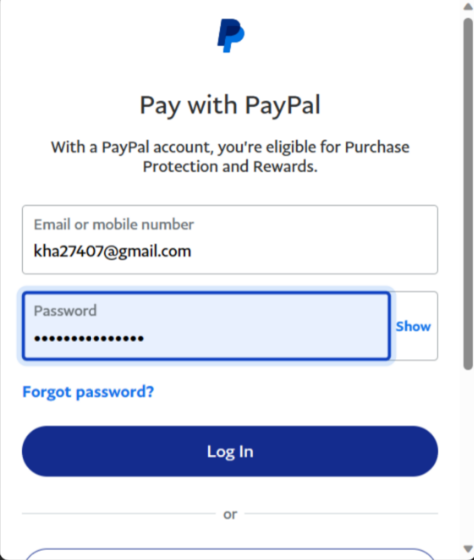 Pay with PayPal
With a PayPal account, you're eligible for Purchase
Protection and Rewards.
Email or mobile number
kha27407@gmail.com
Password
•••••••••••••••
Show
Forgot password?
Log In
or